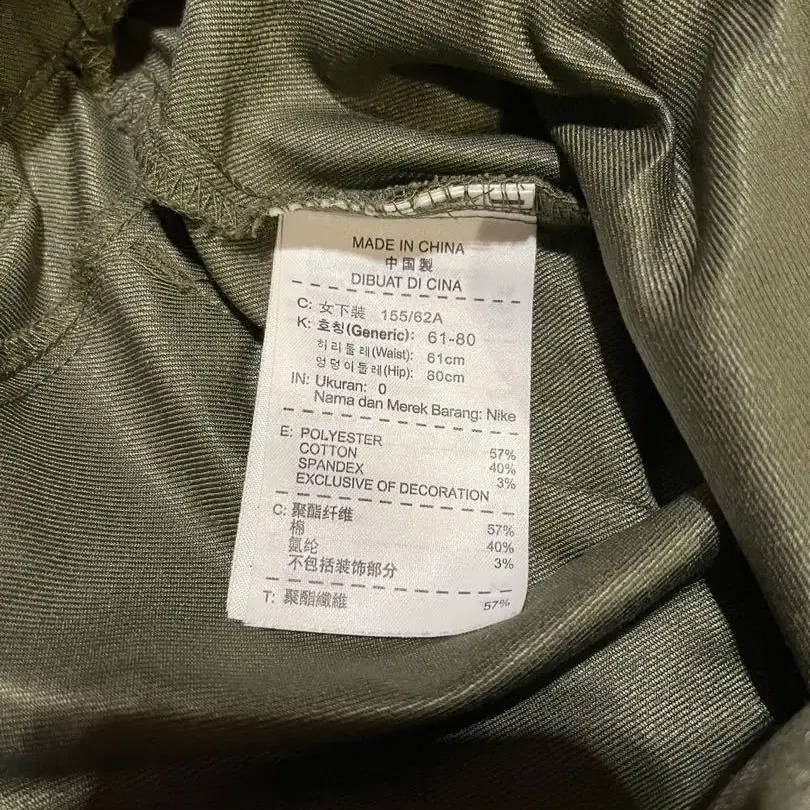 MADE IN CHINA
中国製
DIBUAT DI CINA
C: 女下裝 155/62A
K: 호칭(Generic): 61-80
허리둘레(Waist): 61cm
엉덩이둘레(Hip): 80cm
IN: Ukuran: 0
Nama dan Merek Barang: Nike
E: POLYESTER 57%
COTTON 40%
SPANDEX 3%
EXCLUSIVE OF DECORATION
C: 聚酯纤维 57%
棉 40%
氨纶 3%
不包括装饰部分
T: 聚酯纖維 57%